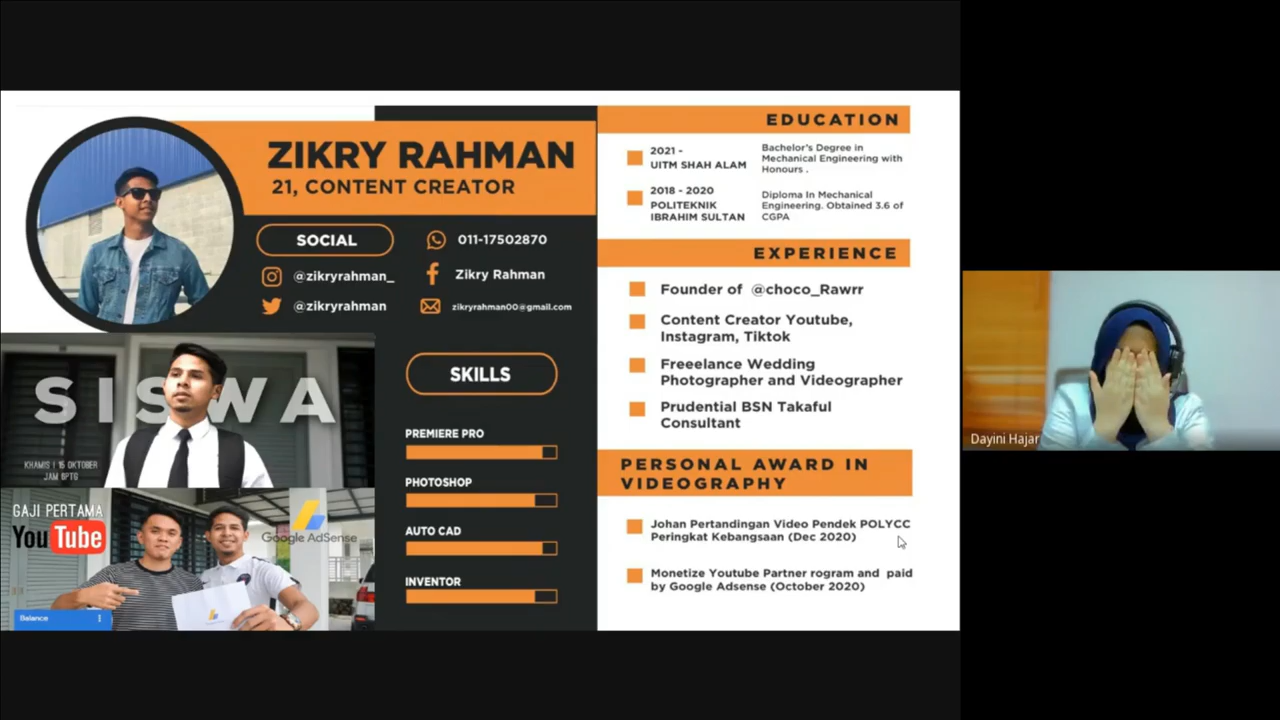 ZIKRY RAHMAN
21, CONTENT CREATOR
SOCIAL
@zikryrahman_
@zikryrahman
011-17502870
Zikry Rahman
zikryrahman00@gmail.com
SKILLS
PREMIERE PRO
PHOTOSHOP
AUTO CAD
INVENTOR
SISWA
KHAMIS | 15 OKTOBER
JAM 6PTG
GAJI PERTAMA
YouTube
Google AdSense
Balance
EDUCATION
2021 -
UITM SHAH ALAM
Bachelor's Degree in
Mechanical Engineering with
Honours .
2018 - 2020
POLITEKNIK
IBRAHIM SULTAN
Diploma In Mechanical
Engineering. Obtained 3.6 of
CGPA
EXPERIENCE
Founder of @choco_Rawrr
Content Creator Youtube,
Instagram, Tiktok
Freeelance Wedding
Photographer and Videographer
Prudential BSN Takaful
Consultant
PERSONAL AWARD IN
VIDEOGRAPHY
Johan Pertandingan Video Pendek POLYCC
Peringkat Kebangsaan (Dec 2020)
Monetize Youtube Partner rogram and paid
by Google Adsense (October 2020)
Dayini Hajar